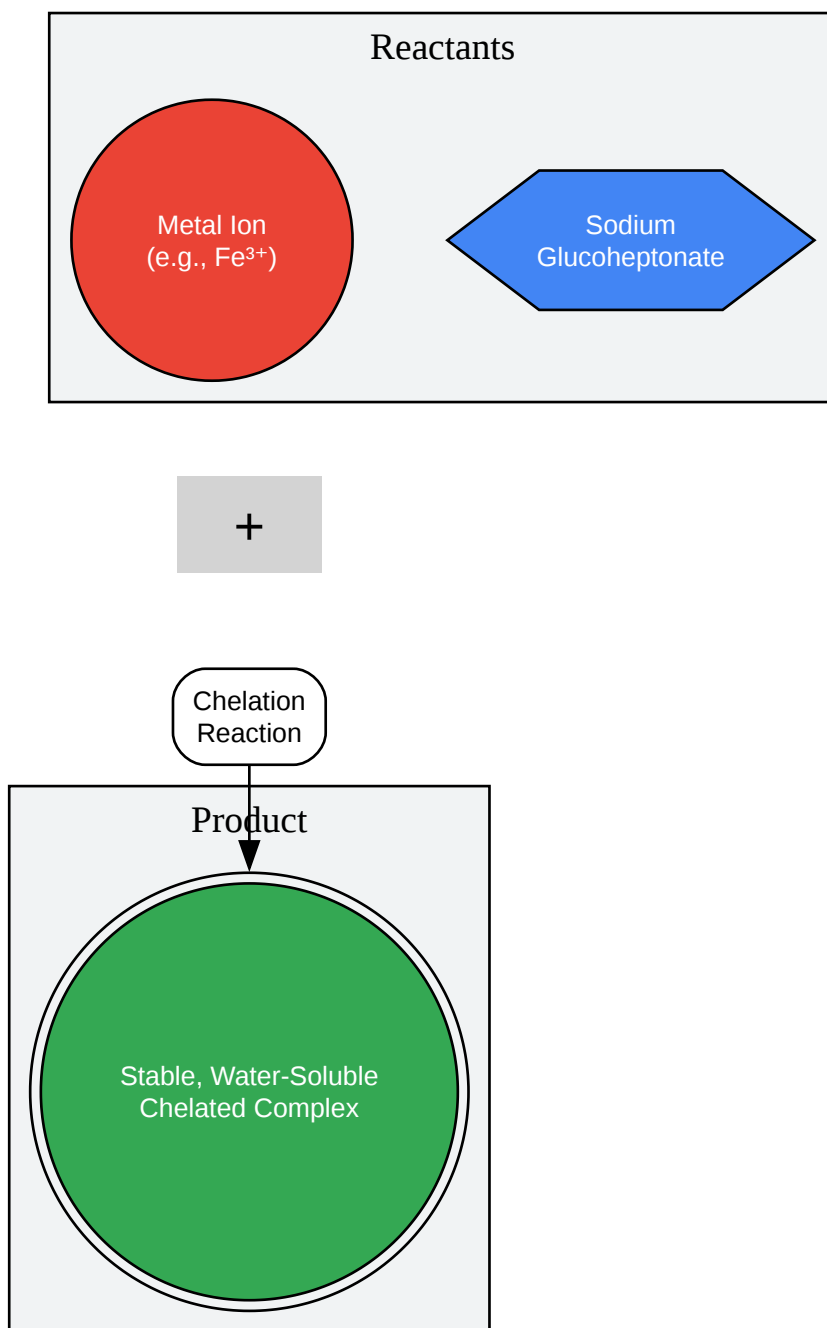 Reactants
Metal Ion
(e.g., Fe³⁺)
Sodium
Glucoheptonate
+
Chelation
Reaction
Product
Stable, Water-Soluble
Chelated Complex